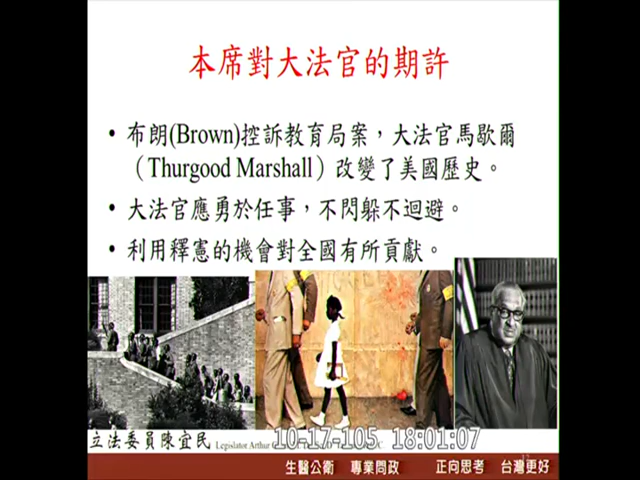 本席對大法官的期許
• 布朗(Brown)控訴教育局案，大法官馬歇爾
（Thurgood Marshall）改變了美國歷史。
• 大法官應勇於任事，不閃躲不迴避。
• 利用釋憲的機會對全國有所貢獻。
立法委員陳宜民 Legislator Arthur
10-17-105 18:01:07
生醫公衛 專業問政 正向思考 台灣更好